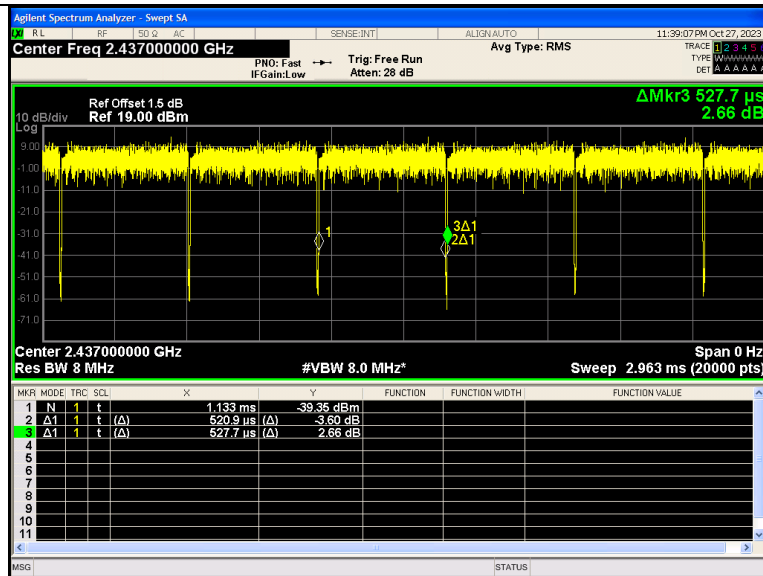 Agilent Spectrum Analyzer - Swept SA
LXI RL RF 50 Ω AC SENSE:INT ALIGN AUTO 11:39:07 PM Oct 27, 2023
Center Freq 2.437000000 GHz Avg Type: RMS TRACE 1 2 3 4 5
PNO: Fast Trig: Free Run TYPE
IFGain:Low Atten: 28 dB DET A A A A A
ΔMkr3 527.7 µs
Ref Offset 1.5 dB
10 dB/div Ref 19.00 dBm 2.66 dB
Log
9.00
-1.00
-11.0
-21.0
-31.0
-41.0
-51.0
-61.0
-71.0
1
3Δ1
2Δ1
Center 2.437000000 GHz Span 0 Hz
Res BW 8 MHz #VBW 8.0 MHz* Sweep 2.963 ms (20000 pts)
MKR MODE TRC SCL X Y FUNCTION FUNCTION WIDTH FUNCTION VALUE
1 N 1 t 1.133 ms -39.35 dBm
2 Δ1 1 t (Δ) 520.9 µs (Δ) -3.60 dB
3 Δ1 1 t (Δ) 527.7 µs (Δ) 2.66 dB
4
5
6
7
8
9
10
11
MSG STATUS